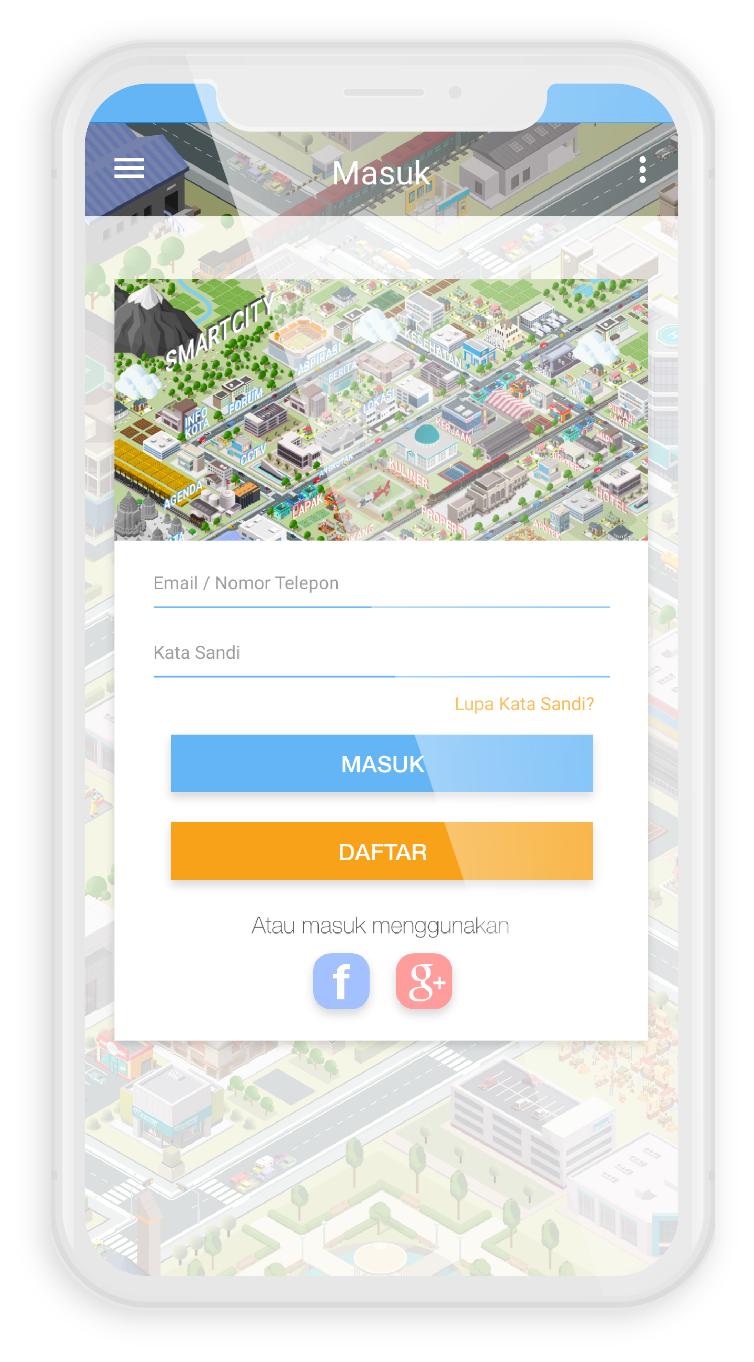 Masuk
SMARTCITY
KESEHATAN
ASPIRASI
BERITA
LOKASI
FORUM
INFO
KOTA
KERJAAN
CCTV
KULINER
ANGKUTAN
AGENDA
LAPAK
HOTEL
Email / Nomor Telepon
Kata Sandi
Lupa Kata Sandi?
MASUK
DAFTAR
Atau masuk menggunakan
f
g+